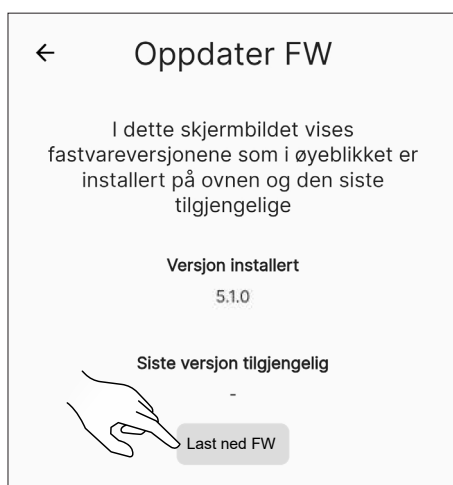 Oppdater FW
I dette skjermbildet vises
fastvareversjonene som i øyeblikket er
installert på ovnen og den siste
tilgjengelige
Versjon installert
5.1.0
Siste versjon tilgjengelig
-
Last ned FW